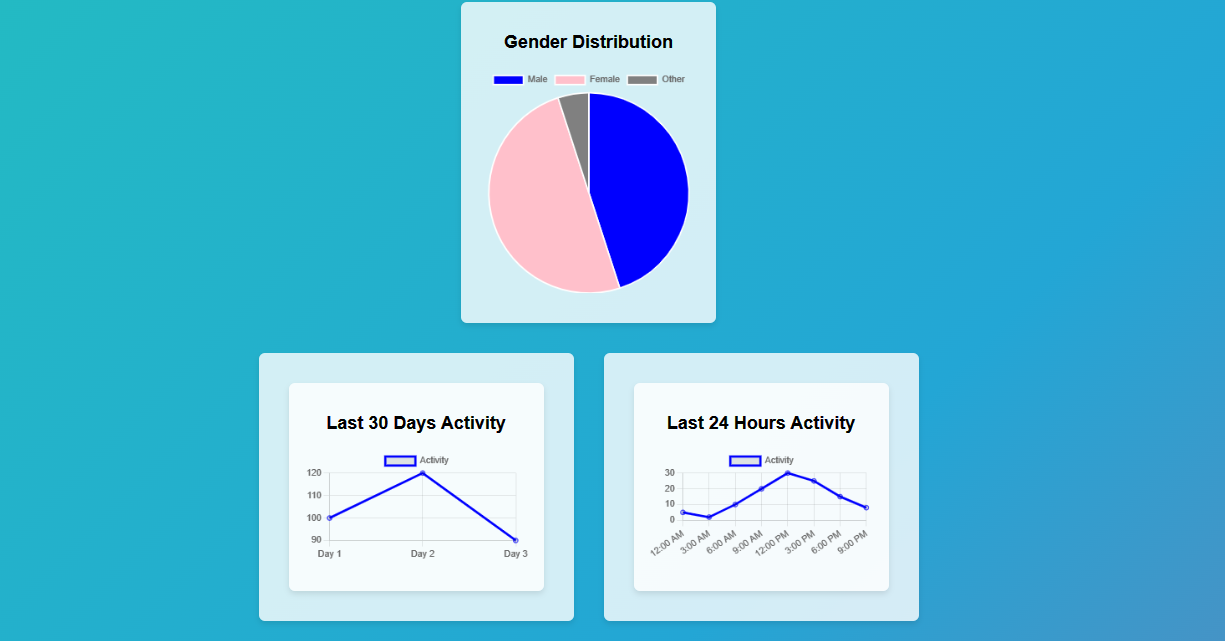 Gender Distribution
Male Female Other
Last 30 Days Activity
Activity
120
110
100
90
Day 1 Day 2 Day 3
Last 24 Hours Activity
Activity
30
20
10
0
12:00 AM 3:00 AM 6:00 AM 9:00 AM 12:00 PM 3:00 PM 6:00 PM 9:00 PM